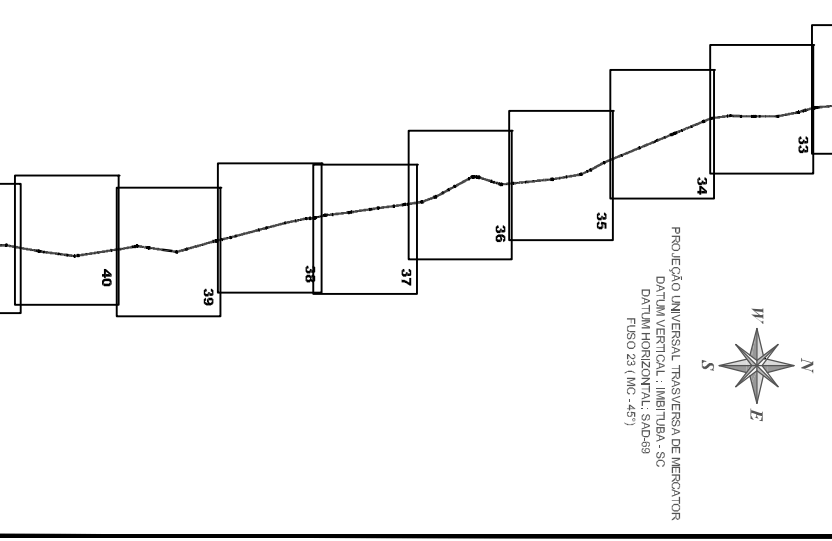 33
34
35
36
37
38
39
40
N
W
E
S
PROJEÇÃO UNIVERSAL TRASVERSA DE MERCATOR
DATUM VERTICAL : IMBITUBA - SC
DATUM HORIZONTAL: SAD-69
FUSO 23 ( MC - 45°)